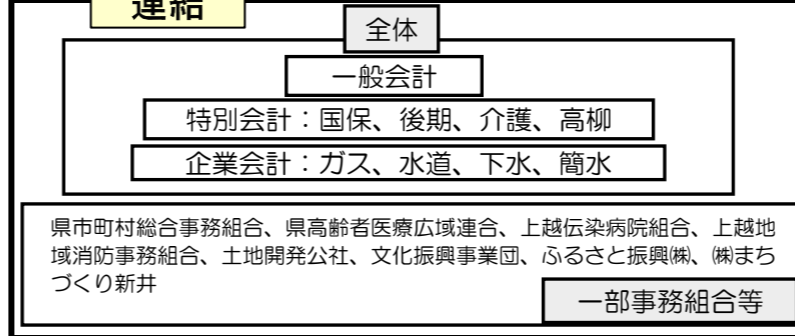 連結
全体
一般会計
特別会計：国保、後期、介護、高柳
企業会計：ガス、水道、下水、簡水
県市町村総合事務組合、県高齢者医療広域連合、上越伝染病院組合、上越地
域消防事務組合、土地開発公社、文化振興事業団、ふるさと振興㈱、㈱まち
づくり新井
一部事務組合等